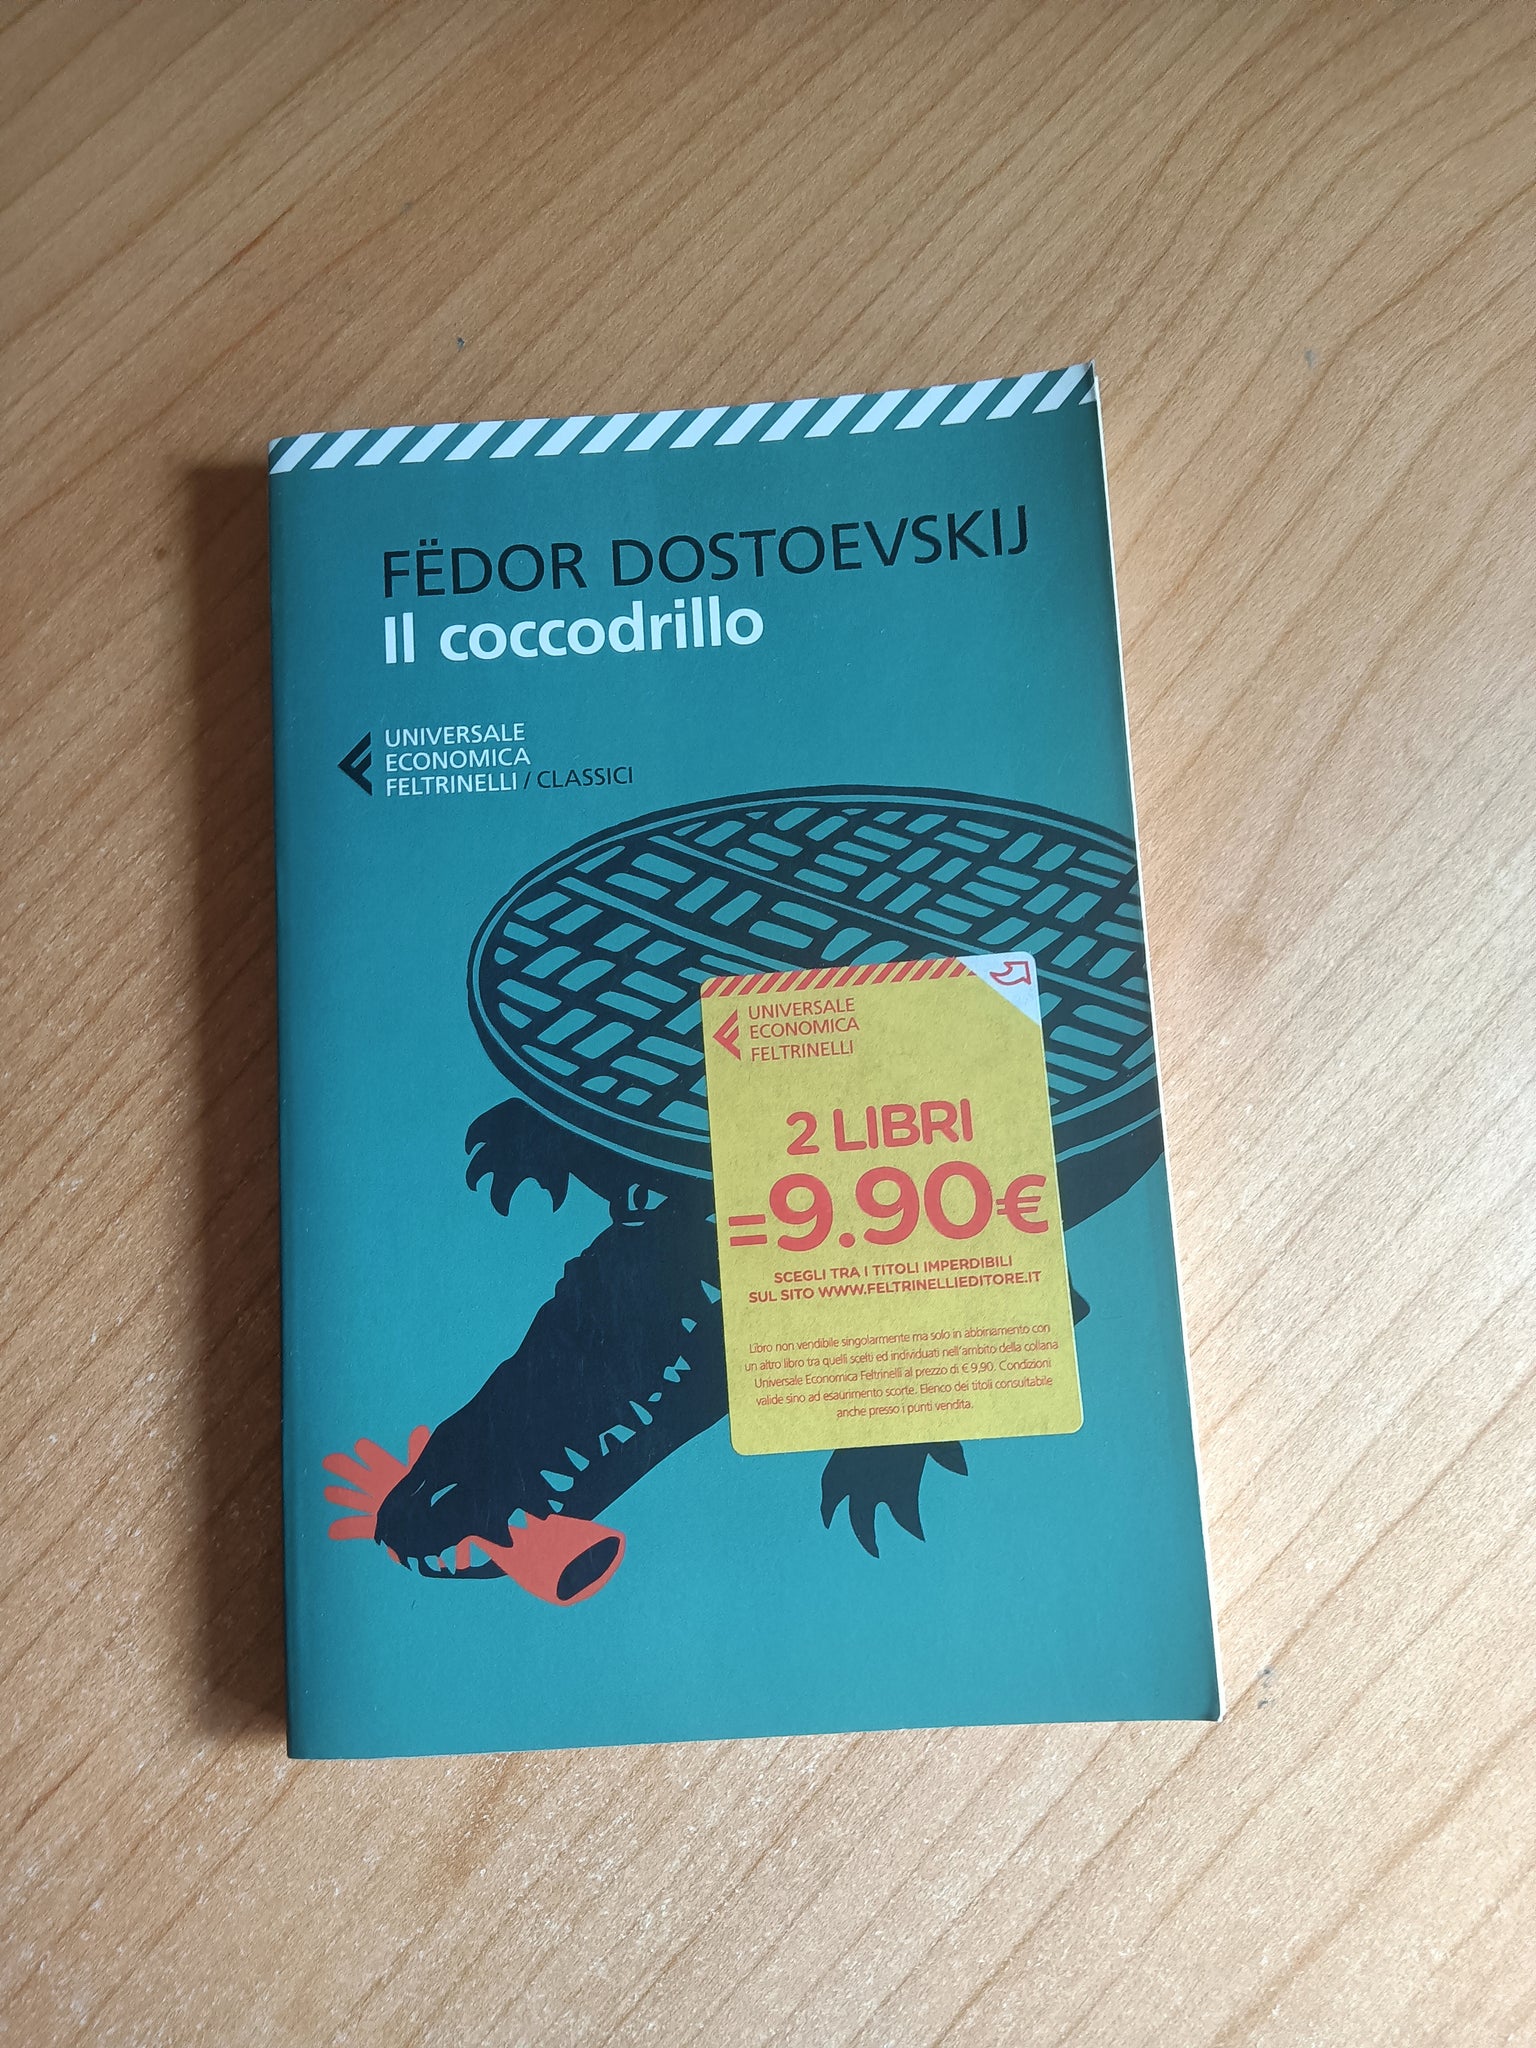 FËDOR DOSTOEVSKIJ
Il coccodrillo
UNIVERSALE
ECONOMICA
FELTRINELLI / CLASSICI
UNIVERSALE
ECONOMICA
FELTRINELLI
2 LIBRI
=9.90€
SCEGLI TRA I TITOLI IMPERDIBILI
SUL SITO WWW.FELTRINELLIEDITORE.IT
Libro non vendibile singolarmente ma solo in abbinamento con
un altro libro tra quelli scelti ed individuati nell'ambito della collana
Universale Economica Feltrinelli al prezzo di € 9,90. Condizioni
valide sino ad esaurimento scorte. Elenco dei titoli consultabile
anche presso i punti vendita.